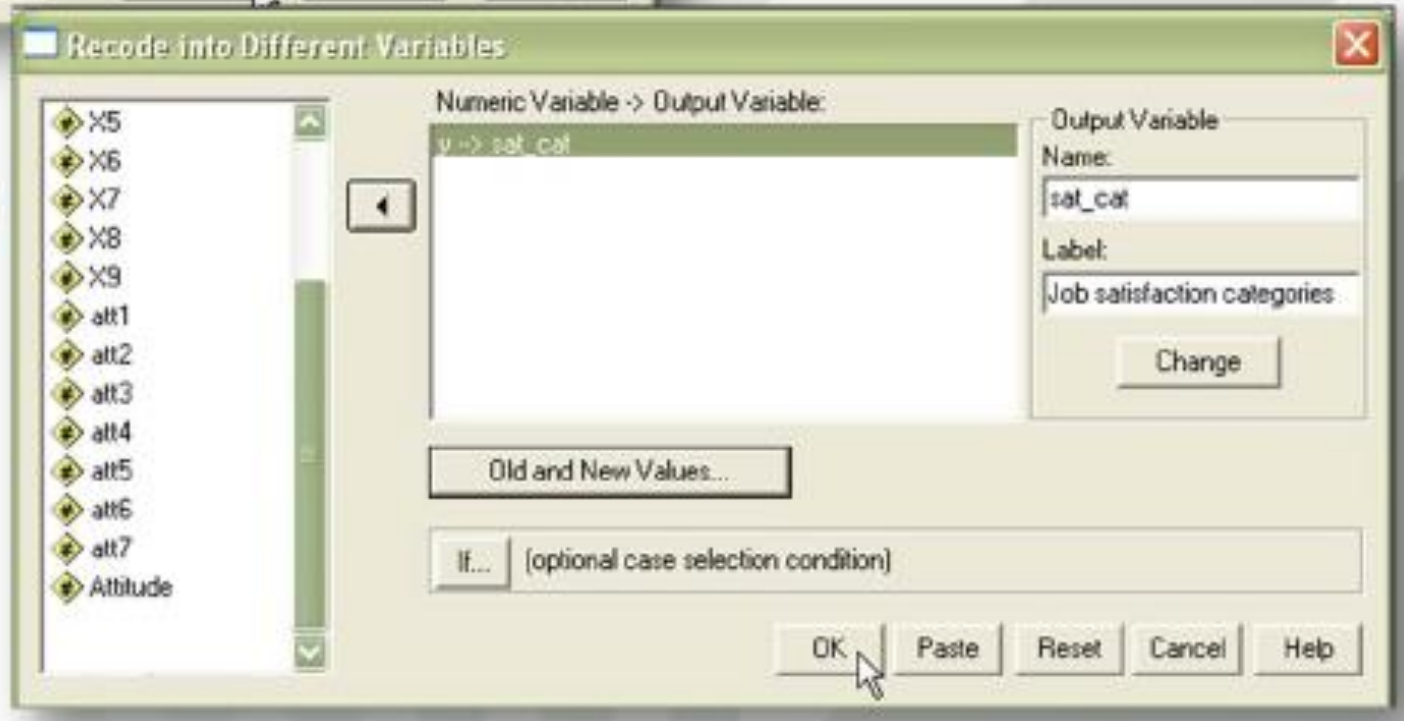 Recode into Different Variables
X5
X6
X7
X8
X9
att1
att2
att3
att4
att5
att6
att7
Attitude
Numeric Variable -> Output Variable:
y --> sat_cat
Old and New Values...
If... (optional case selection condition)
Output Variable
Name:
sat_cat
Label:
Job satisfaction categories
Change
OK Paste Reset Cancel Help